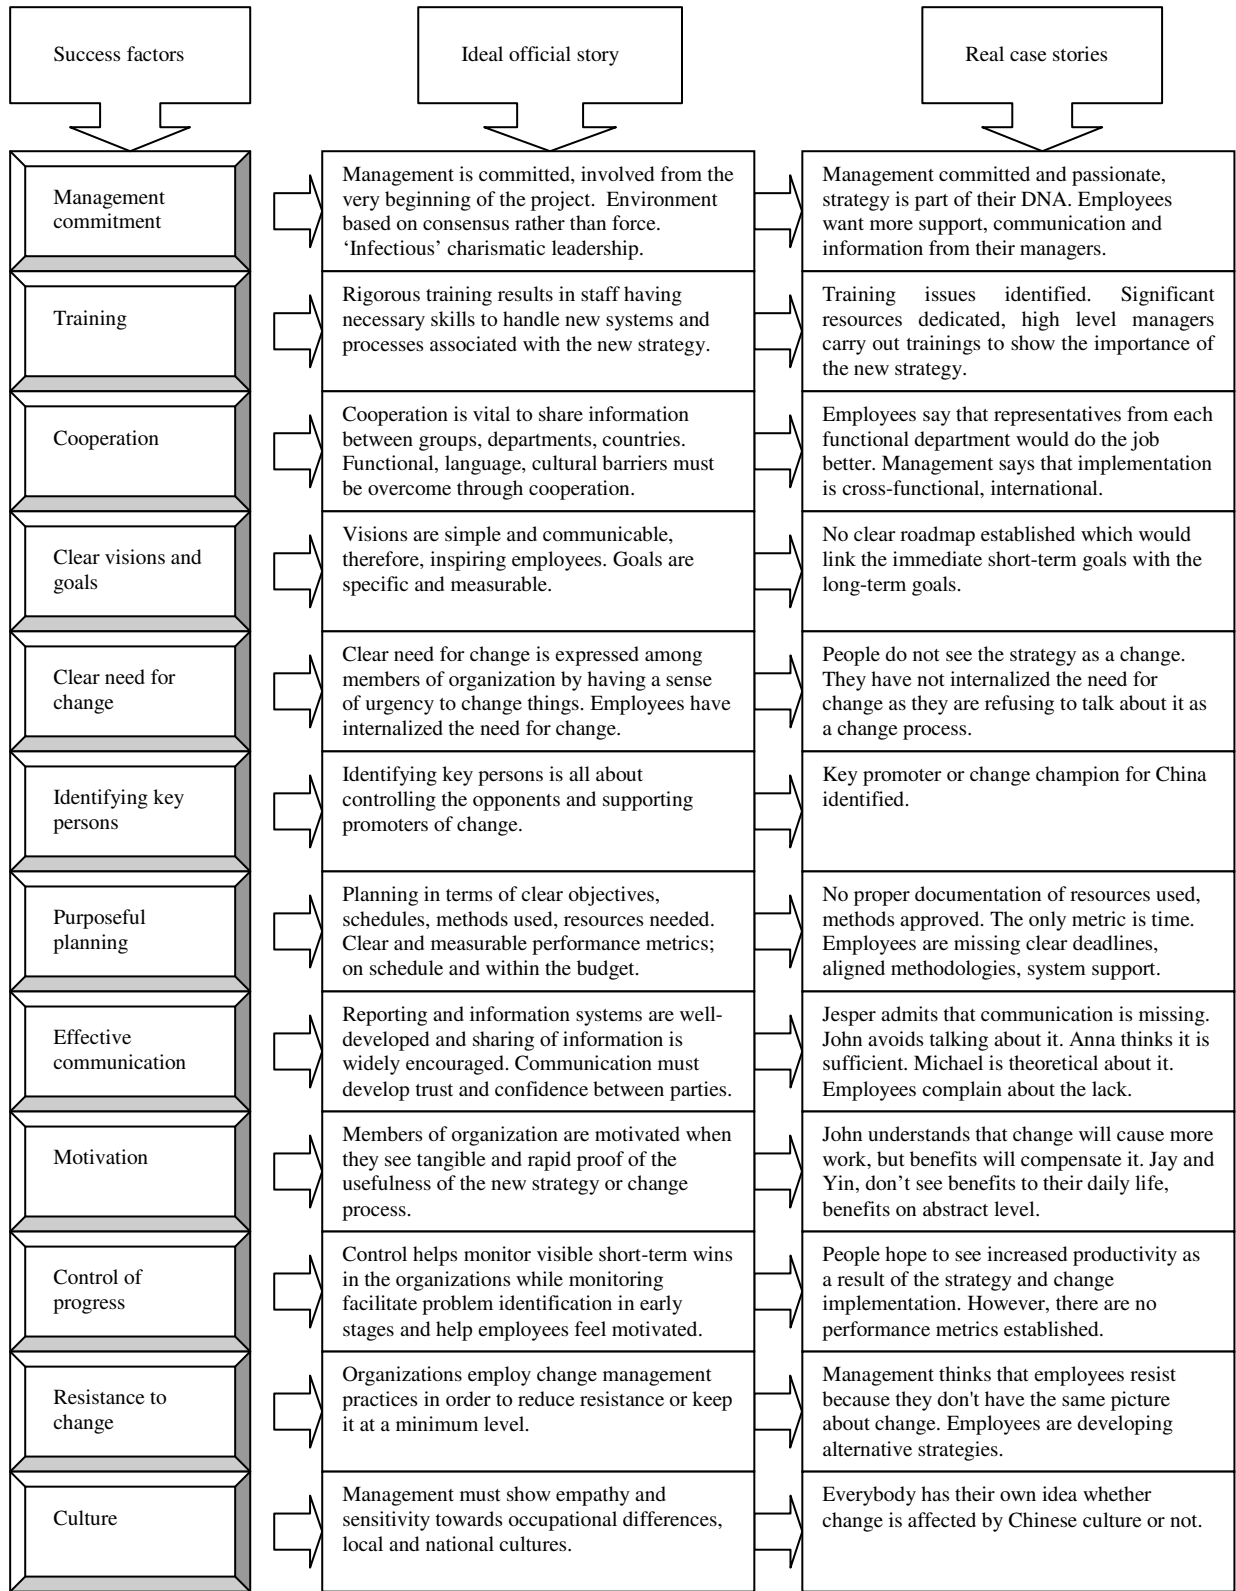 Success factors
Ideal official story
Real case stories
Management
commitment
Management is committed, involved from the
very beginning of the project.  Environment
based on consensus rather than force.
‘Infectious’ charismatic leadership.
Management committed and passionate,
strategy is part of their DNA. Employees
want more support, communication and
information from their managers.
Training
Rigorous training results in staff having
necessary skills to handle new systems and
processes associated with the new strategy.
Training issues identified. Significant
resources dedicated, high level managers
carry out trainings to show the importance of
the new strategy.
Cooperation
Cooperation is vital to share information
between groups, departments, countries.
Functional, language, cultural barriers must
be overcome through cooperation.
Employees say that representatives from each
functional department would do the job
better. Management says that implementation
is cross-functional, international.
Clear visions and
goals
Visions are simple and communicable,
therefore, inspiring employees. Goals are
specific and measurable.
No clear roadmap established which would
link the immediate short-term goals with the
long-term goals.
Clear need for
change
Clear need for change is expressed among
members of organization by having a sense
of urgency to change things. Employees have
internalized the need for change.
People do not see the strategy as a change.
They have not internalized the need for
change as they are refusing to talk about it as
a change process.
Identifying key
persons
Identifying key persons is all about
controlling the opponents and supporting
promoters of change.
Key promoter or change champion for China
identified.
Purposeful
planning
Planning in terms of clear objectives,
schedules, methods used, resources needed.
Clear and measurable performance metrics;
on schedule and within the budget.
No proper documentation of resources used,
methods approved. The only metric is time.
Employees are missing clear deadlines,
aligned methodologies, system support.
Effective
communication
Reporting and information systems are well-
developed and sharing of information is
widely encouraged. Communication must
develop trust and confidence between parties.
Jesper admits that communication is missing.
John avoids talking about it. Anna thinks it is
sufficient. Michael is theoretical about it.
Employees complain about the lack.
Motivation
Members of organization are motivated when
they see tangible and rapid proof of the
usefulness of the new strategy or change
process.
John understands that change will cause more
work, but benefits will compensate it. Jay and
Yin, don’t see benefits to their daily life,
benefits on abstract level.
Control of
progress
Control helps monitor visible short-term wins
in the organizations while monitoring
facilitate problem identification in early
stages and help employees feel motivated.
People hope to see increased productivity as
a result of the strategy and change
implementation. However, there are no
performance metrics established.
Resistance to
change
Organizations employ change management
practices in order to reduce resistance or keep
it at a minimum level.
Management thinks that employees resist
because they don't have the same picture
about change. Employees are developing
alternative strategies.
Culture
Management must show empathy and
sensitivity towards occupational differences,
local and national cultures.
Everybody has their own idea whether
change is affected by Chinese culture or not.